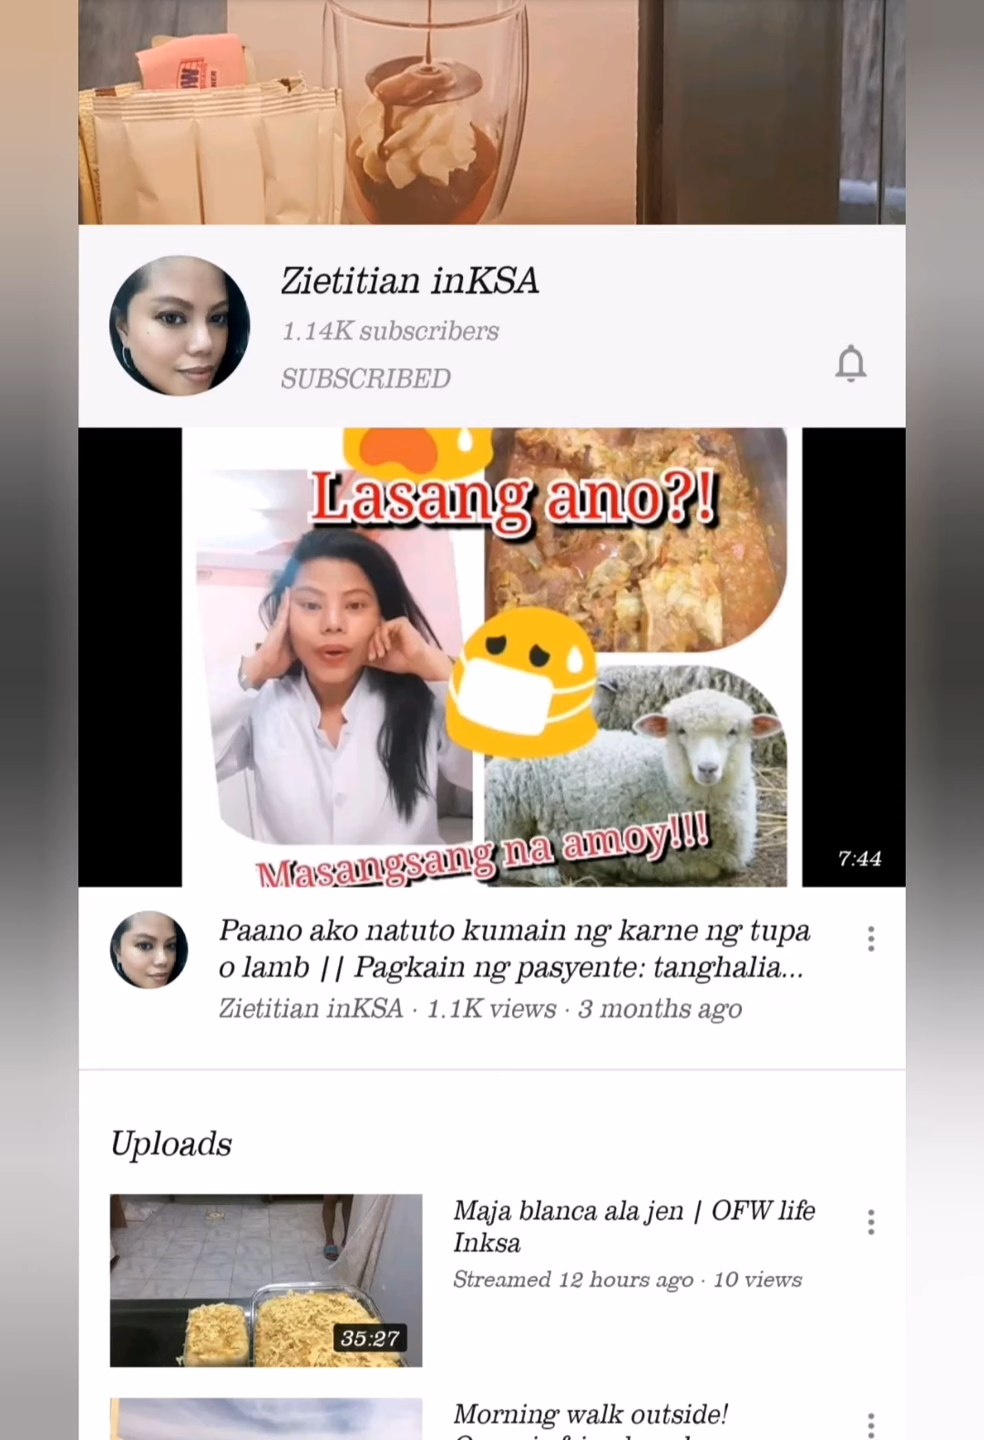 Zietitian inKSA
1.14K subscribers
SUBSCRIBED
Lasang ano?!
Masangsang na amoy!!!
7:44
Paano ako natuto kumain ng karne ng tupa
o lamb || Pagkain ng pasyente: tanghalia...
Zietitian inKSA · 1.1K views · 3 months ago
Uploads
Maja blanca ala jen | OFW life
Inksa
Streamed 12 hours ago · 10 views
35:27
Morning walk outside!